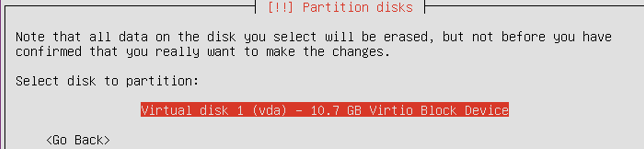 [!!] Partition disks
Note that all data on the disk you select will be erased, but not before you have
confirmed that you really want to make the changes.
Select disk to partition:
Virtual disk 1 (vda) - 10.7 GB Virtio Block Device
<Go Back>